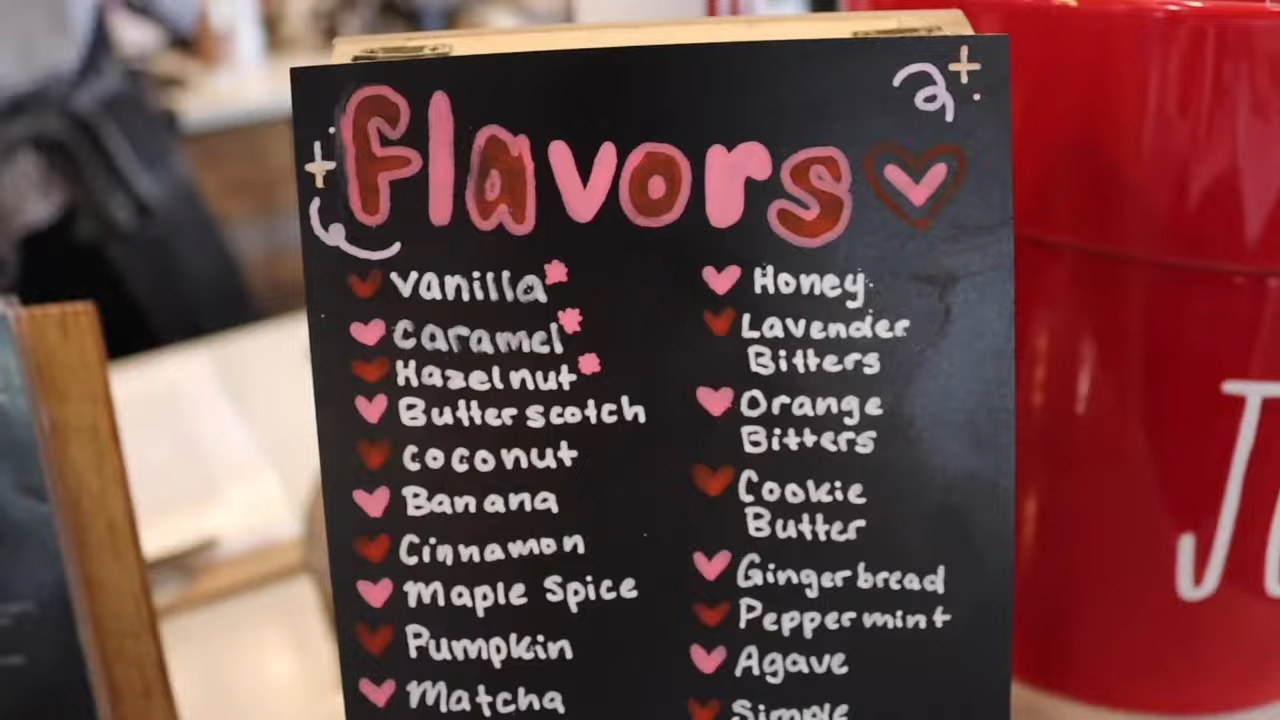 flavors
vanilla*
caramel*
Hazelnut*
Butterscotch
coconut
Banana
Cinnamon
Maple Spice
Pumpkin
Matcha
Honey
Lavender
Bitters
Orange
Bitters
Cookie
Butter
Gingerbread
Peppermint
Agave
Simple